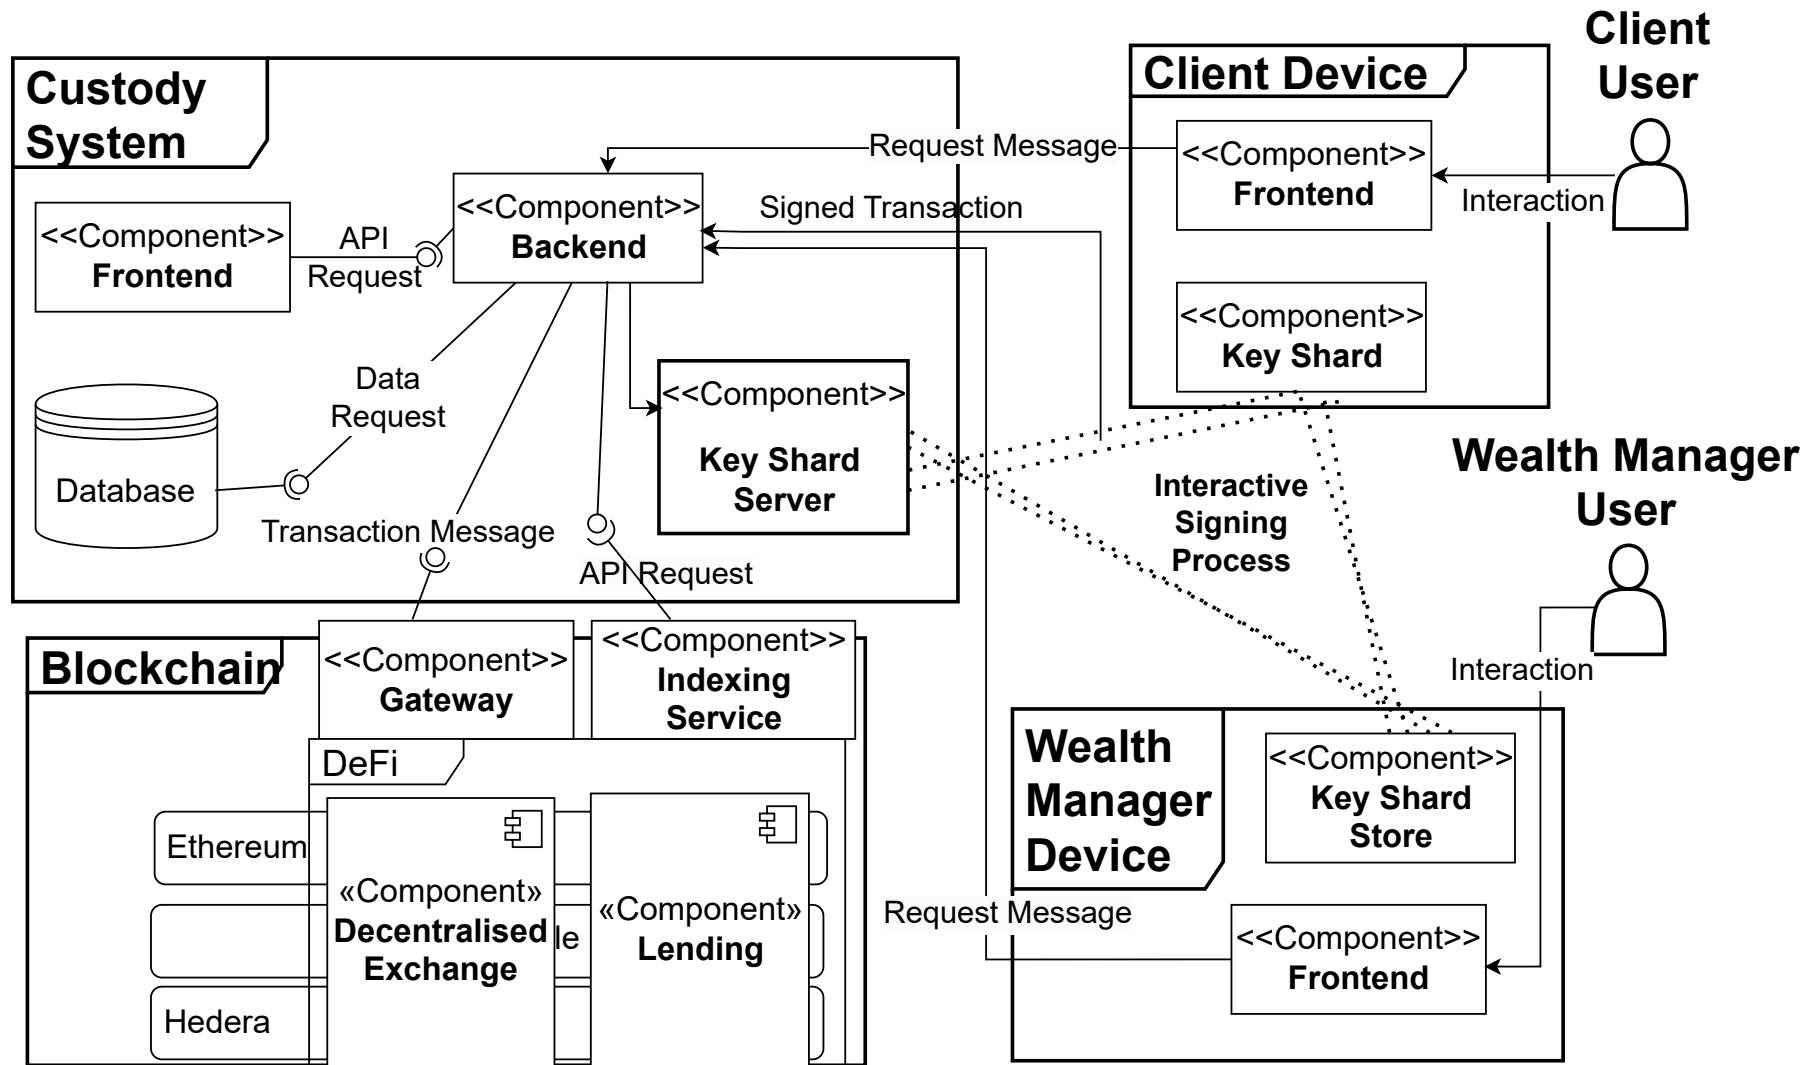 Custody
System
<<Component>>
Frontend
API
Request
<<Component>>
Backend
Data
Request
Database
Transaction Message
API Request
<<Component>>
Key Shard
Server
Request Message
Signed Transaction
Client Device
<<Component>>
Frontend
<<Component>>
Key Shard
Client
User
Interaction
Interactive
Signing
Process
Wealth Manager
User
Interaction
Blockchain
<<Component>>
Gateway
<<Component>>
Indexing
Service
DeFi
Ethereum
Hedera
«Component»
Decentralised
Exchange
le
«Component»
Lending
Request Message
Wealth
Manager
Device
<<Component>>
Key Shard
Store
<<Component>>
Frontend